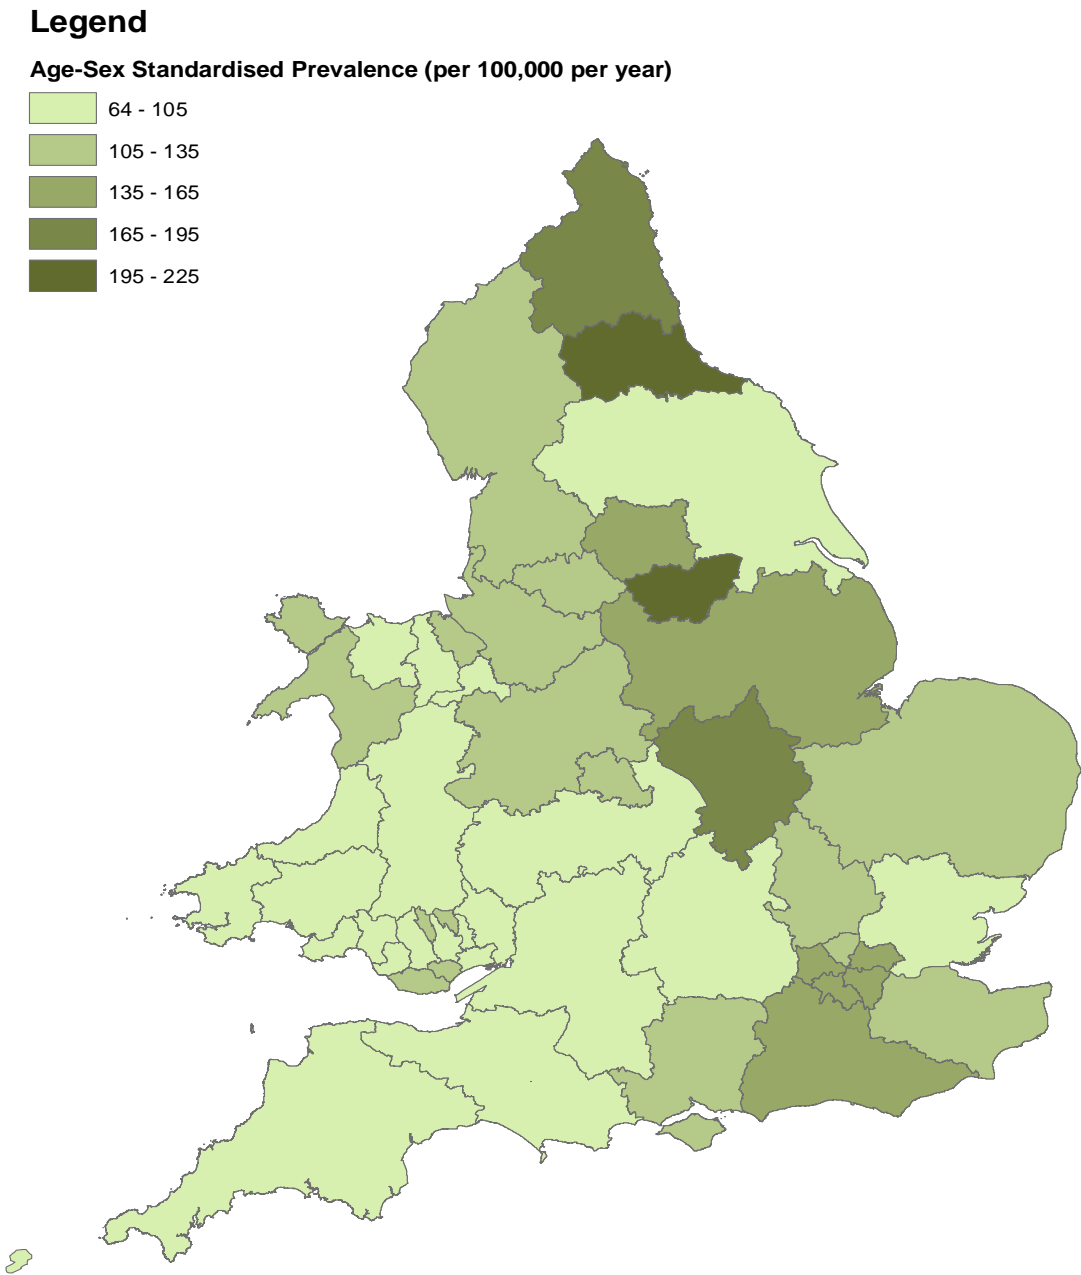 Legend
Age-Sex Standardised Prevalence (per 100,000 per year)
64 - 105
105 - 135
135 - 165
165 - 195
195 - 225